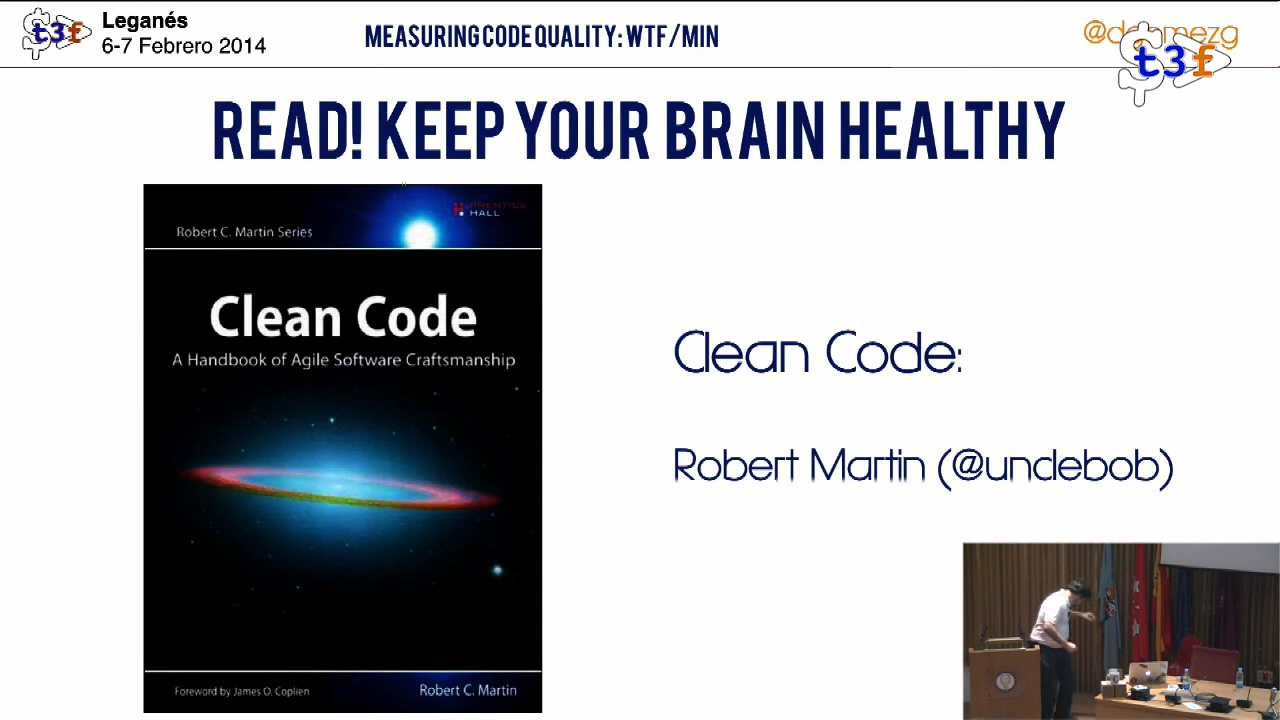 t3f
Leganés
6-7 Febrero 2014
MEASURING CODE QUALITY: WTF/MIN
t3f
READ! KEEP YOUR BRAIN HEALTHY
PRENTICE
HALL
Robert C. Martin Series
Clean Code
A Handbook of Agile Software Craftsmanship
Foreword by James O. Coplien
Robert C. Martin
Clean Code:
Robert Martin (@unclebob)